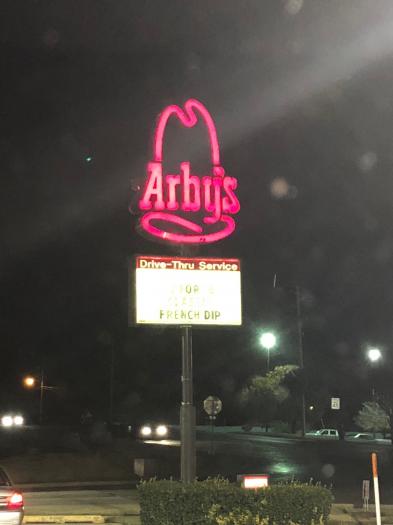 Arby's
Drive-Thru Service
FRENCH DIP